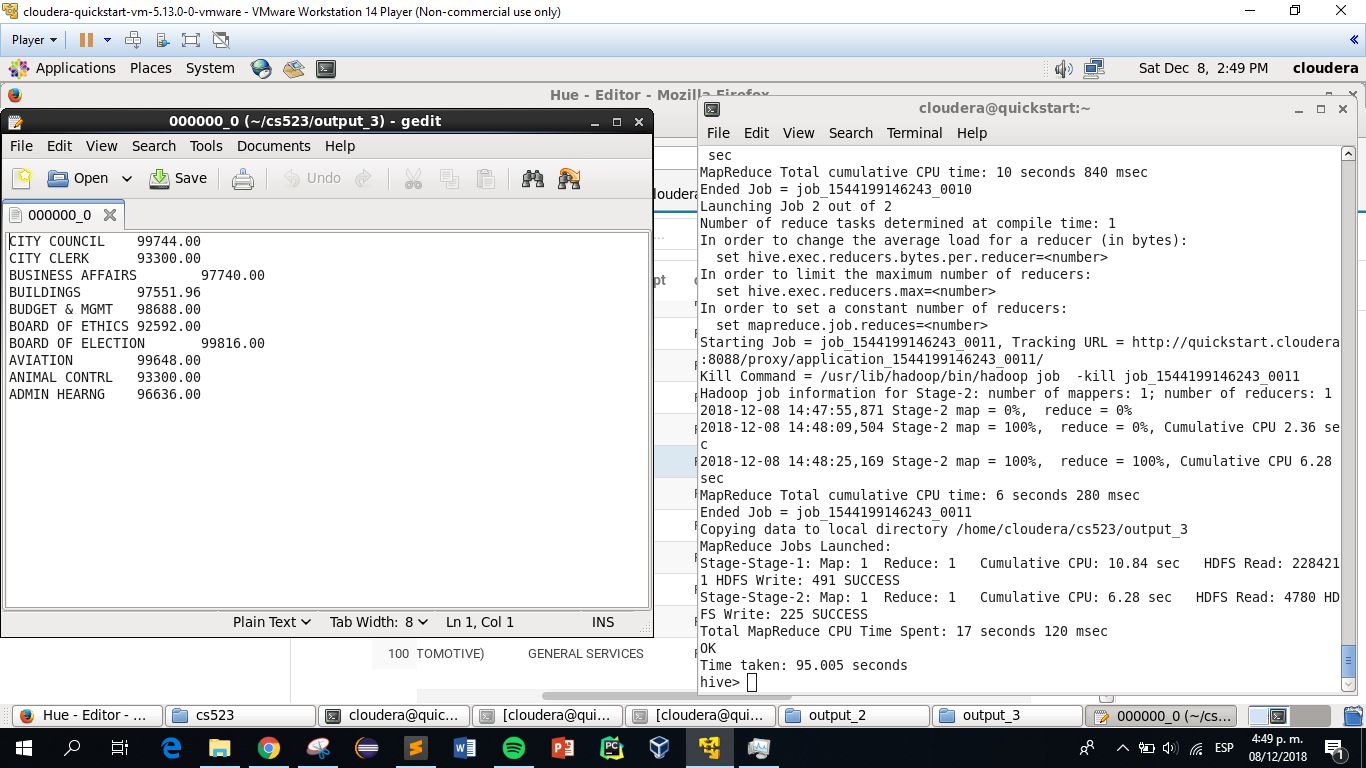 cloudera-quickstart-vm-5.13.0-0-vmware - VMware Workstation 14 Player (Non-commercial use only)
Player
Applications Places System Sat Dec 8, 2:49 PM cloudera
Hue - Editor - Mozilla Firefox
000000_0 (~/cs523/output_3) - gedit
File Edit View Search Tools Documents Help
Open Save Undo
000000_0
CITY COUNCIL 99744.00
CITY CLERK 93300.00
BUSINESS AFFAIRS 97740.00
BUILDINGS 97551.96
BUDGET & MGMT 98688.00
BOARD OF ETHICS 92592.00
BOARD OF ELECTION 99816.00
AVIATION 99648.00
ANIMAL CONTRL 93300.00
ADMIN HEARNG 96636.00
Plain Text Tab Width: 8 Ln 1, Col 1 INS
100 TOMOTIVE) GENERAL SERVICES
cloudera@quickstart:~
File Edit View Search Terminal Help
sec
MapReduce Total cumulative CPU time: 10 seconds 840 msec
Ended Job = job_1544199146243_0010
Launching Job 2 out of 2
Number of reduce tasks determined at compile time: 1
In order to change the average load for a reducer (in bytes):
set hive.exec.reducers.bytes.per.reducer=<number>
In order to limit the maximum number of reducers:
set hive.exec.reducers.max=<number>
In order to set a constant number of reducers:
set mapreduce.job.reduces=<number>
Starting Job = job_1544199146243_0011, Tracking URL = http://quickstart.cloudera
:8088/proxy/application_1544199146243_0011/
Kill Command = /usr/lib/hadoop/bin/hadoop job  -kill job_1544199146243_0011
Hadoop job information for Stage-2: number of mappers: 1; number of reducers: 1
2018-12-08 14:47:55,871 Stage-2 map = 0%,  reduce = 0%
2018-12-08 14:48:09,504 Stage-2 map = 100%,  reduce = 0%, Cumulative CPU 2.36 se
c
2018-12-08 14:48:25,169 Stage-2 map = 100%,  reduce = 100%, Cumulative CPU 6.28
sec
MapReduce Total cumulative CPU time: 6 seconds 280 msec
Ended Job = job_1544199146243_0011
Copying data to local directory /home/cloudera/cs523/output_3
MapReduce Jobs Launched:
Stage-Stage-1: Map: 1  Reduce: 1   Cumulative CPU: 10.84 sec   HDFS Read: 228421
1 HDFS Write: 491 SUCCESS
Stage-Stage-2: Map: 1  Reduce: 1   Cumulative CPU: 6.28 sec   HDFS Read: 4780 HD
FS Write: 225 SUCCESS
Total MapReduce CPU Time Spent: 17 seconds 120 msec
OK
Time taken: 95.005 seconds
hive>
Hue - Editor - ... cs523 cloudera@quic... [cloudera@qui... [cloudera@qui... output_2 output_3 000000_0 (~/cs...
ESP 4:49 p. m.
08/12/2018